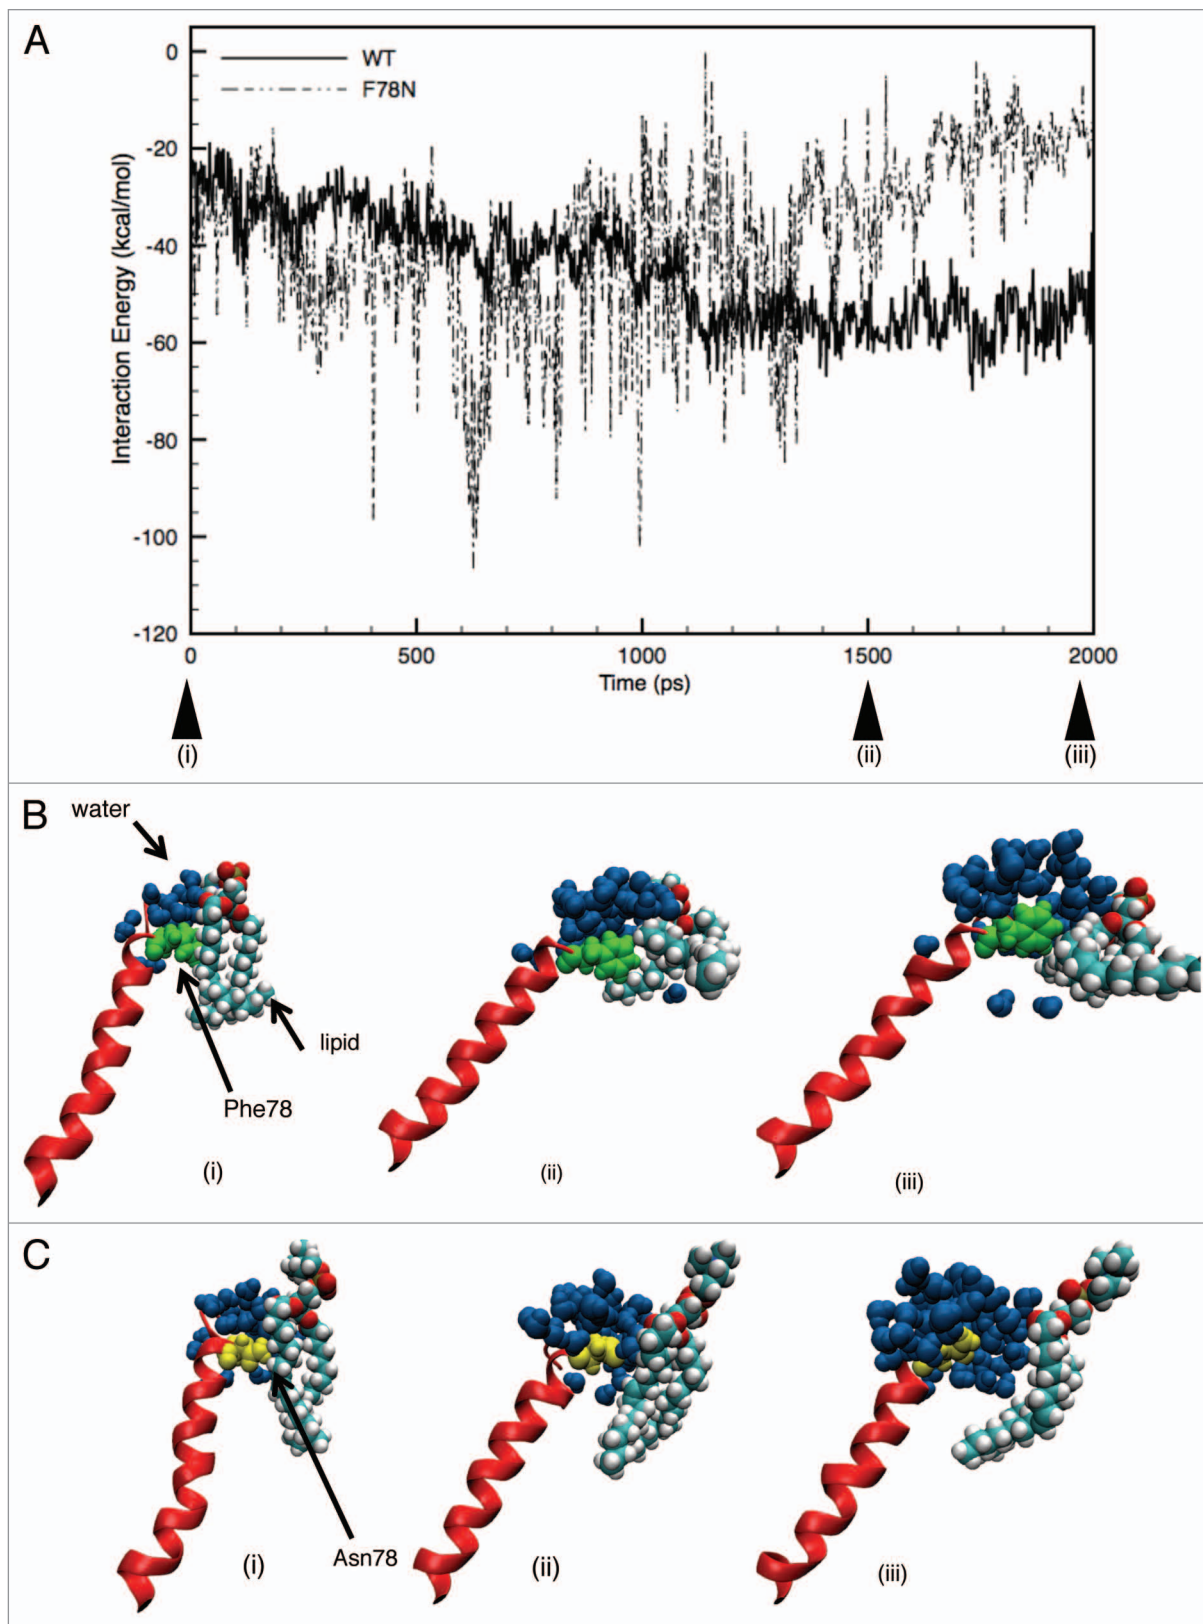 A
0
WT
F78N
-20
-40
-60
-80
-100
-120
Interaction Energy (kcal/mol)
0 500 1000 1500 2000
Time (ps)
(i) (ii) (iii)
B
water
lipid
Phe78
(i) (ii) (iii)
C
Asn78
(i) (ii) (iii)